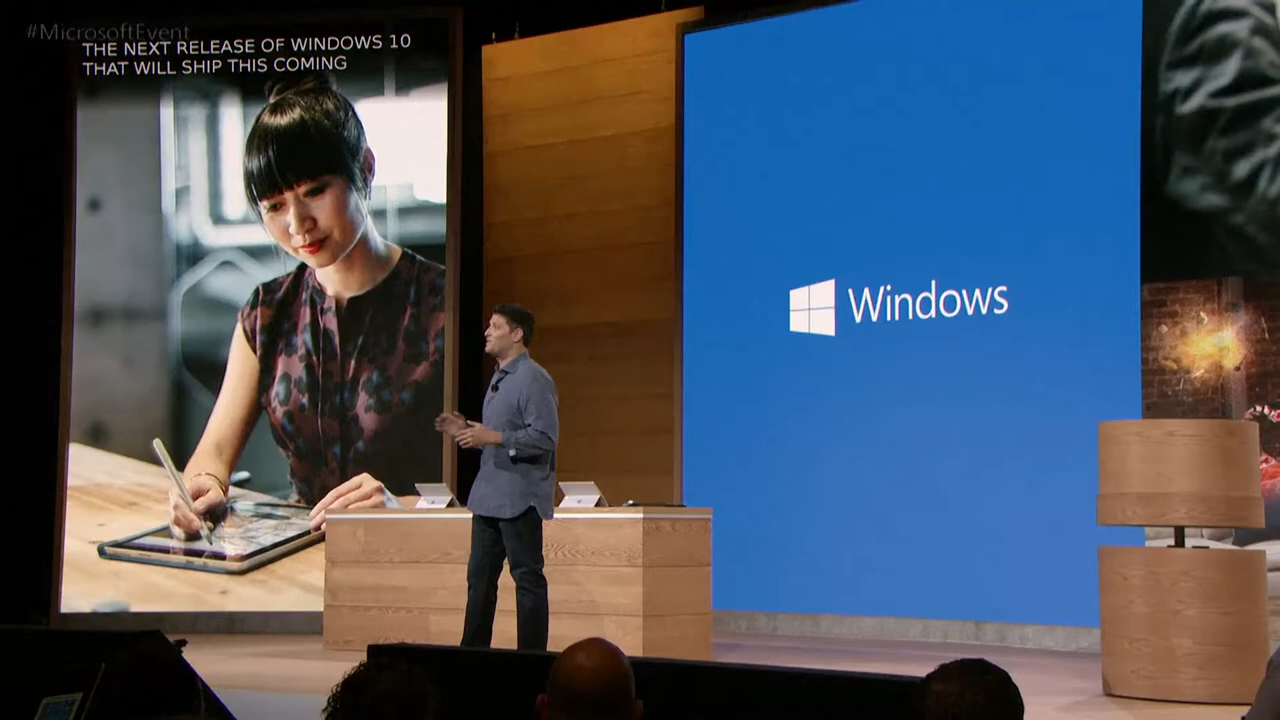 #MicrosoftEvent
THE NEXT RELEASE OF WINDOWS 10
THAT WILL SHIP THIS COMING
Windows